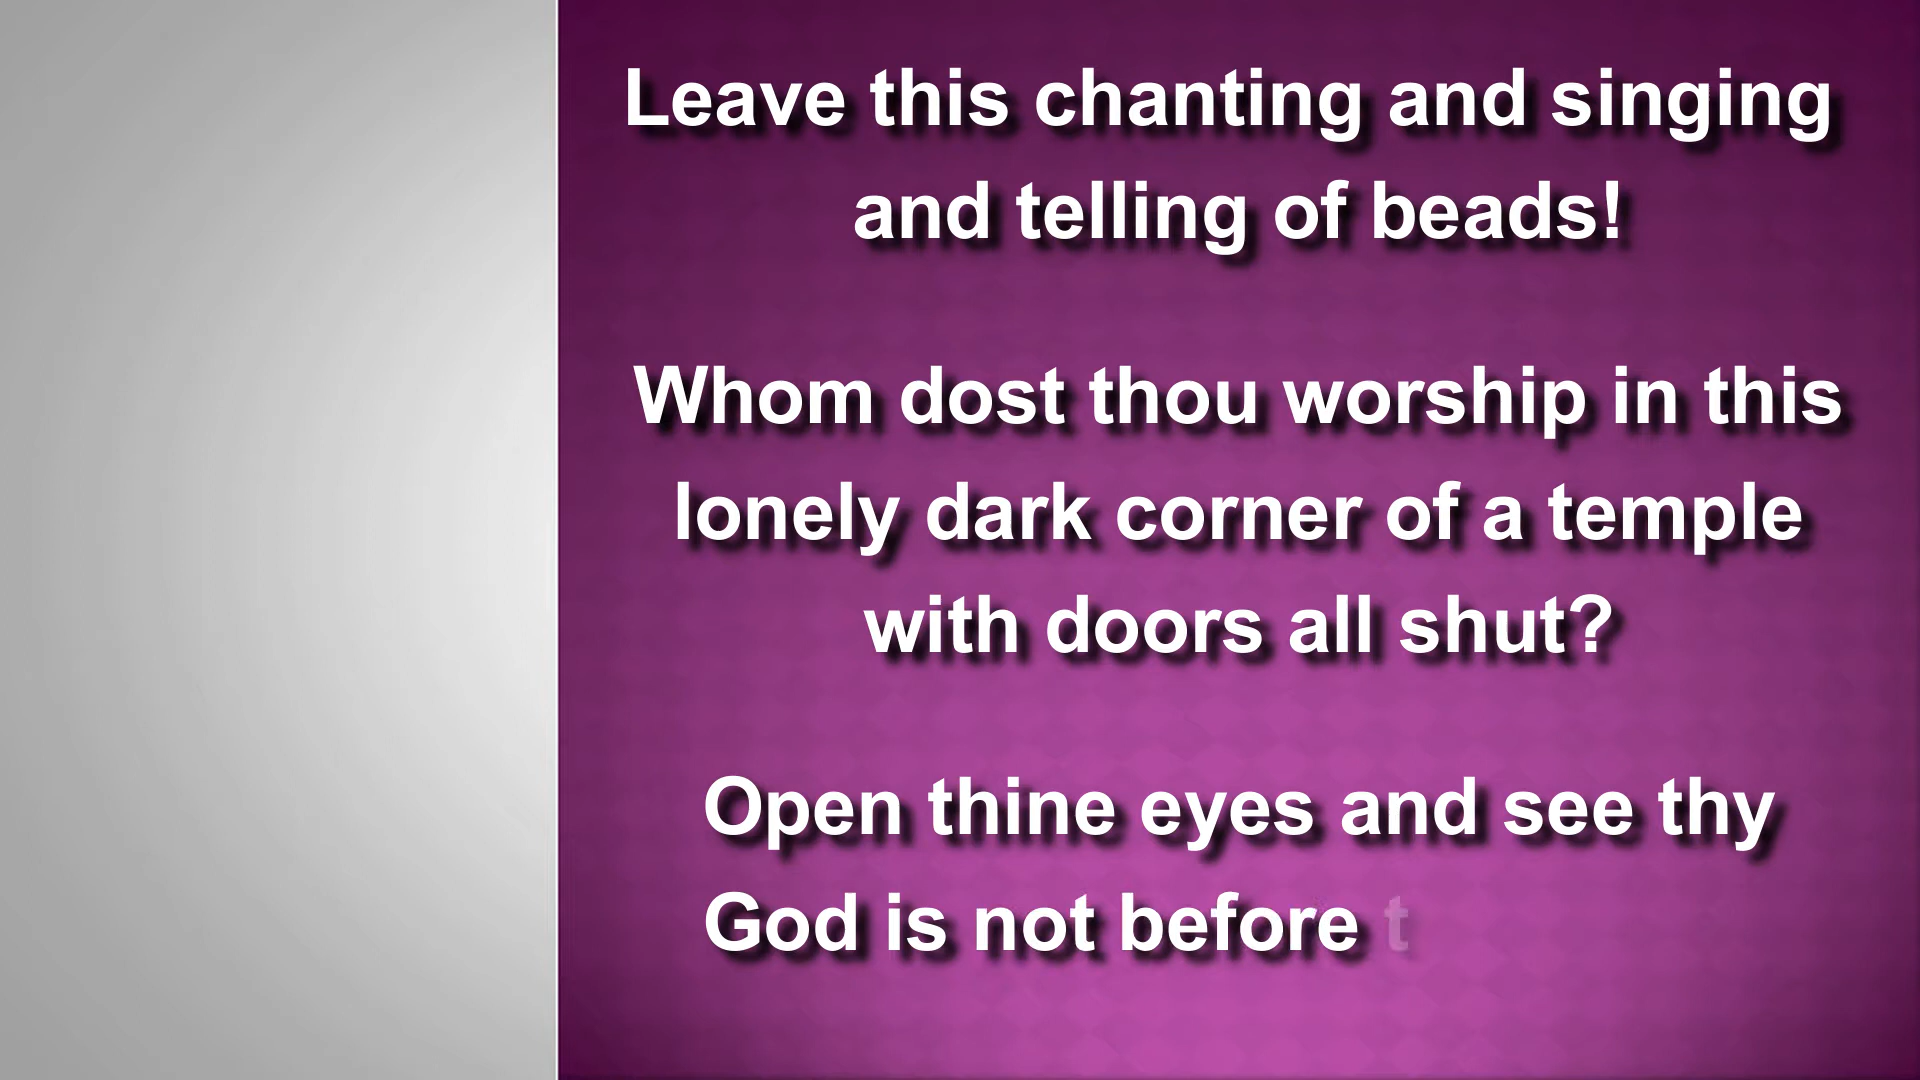 Leave this chanting and singing
and telling of beads!
Whom dost thou worship in this
lonely dark corner of a temple
with doors all shut?
Open thine eyes and see thy
God is not before t